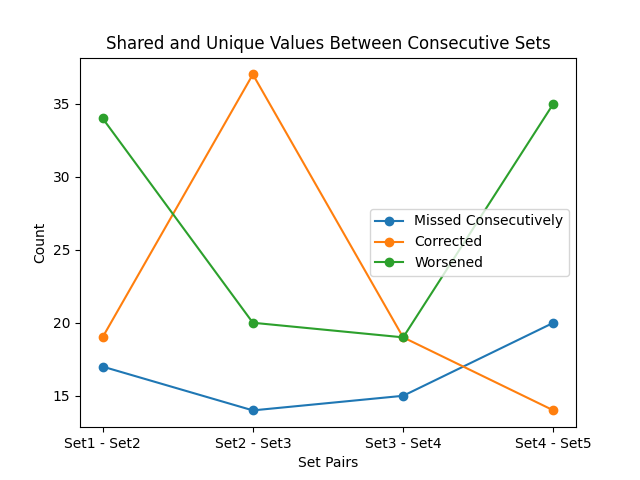 Shared and Unique Values Between Consecutive Sets
Count
35
30
25
20
15
Missed Consecutively
Corrected
Worsened
Set1 - Set2
Set2 - Set3
Set3 - Set4
Set4 - Set5
Set Pairs